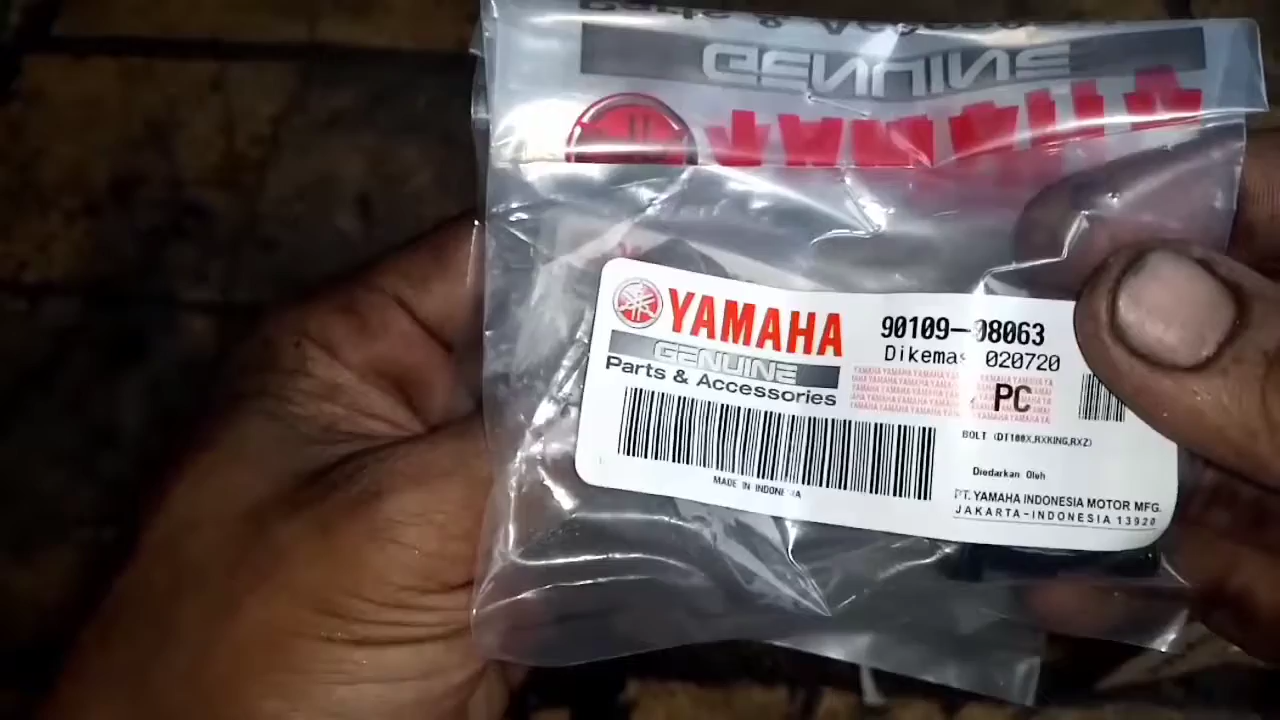 GENUINE
YAMAHA
YAMAHA
GENUINE
Parts & Accessories
90109-08063
Dikemas 020720
PC
BOLT (DT100X,RXKING,RXZ)
Diedarkan Oleh
PT. YAMAHA INDONESIA MOTOR MFG.
JAKARTA-INDONESIA 13920
MADE IN INDONESIA